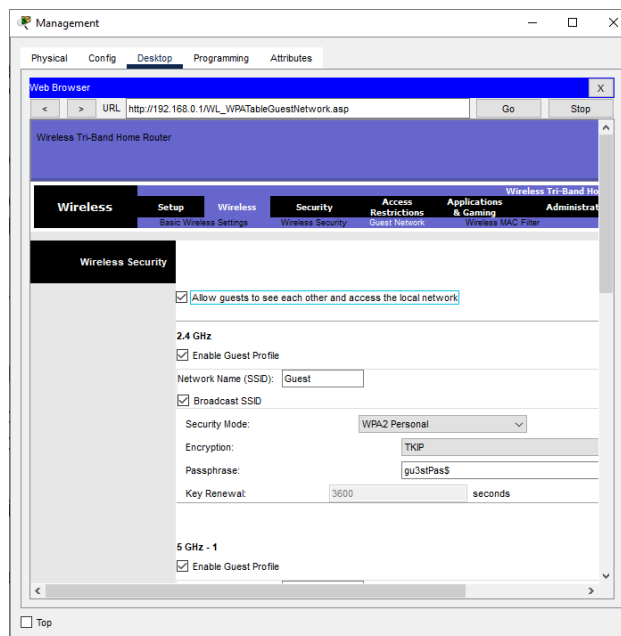 Management
Physical Config Desktop Programming Attributes
Web Browser X
< > URL http://192.168.0.1/WL_WPATableGuestNetwork.asp Go Stop
Wireless Tri-Band Home Router
Wireless Tri-Band Ho
Wireless Setup Wireless Security Access Restrictions Applications & Gaming Administrat
Basic Wireless Settings Wireless Security Guest Network Wireless MAC Filter
Wireless Security
Allow guests to see each other and access the local network
2.4 GHz
Enable Guest Profile
Network Name (SSID): Guest
Broadcast SSID
Security Mode: WPA2 Personal
Encryption: TKIP
Passphrase: gu3stPas$
Key Renewal: 3600 seconds
5 GHz - 1
Enable Guest Profile
Top